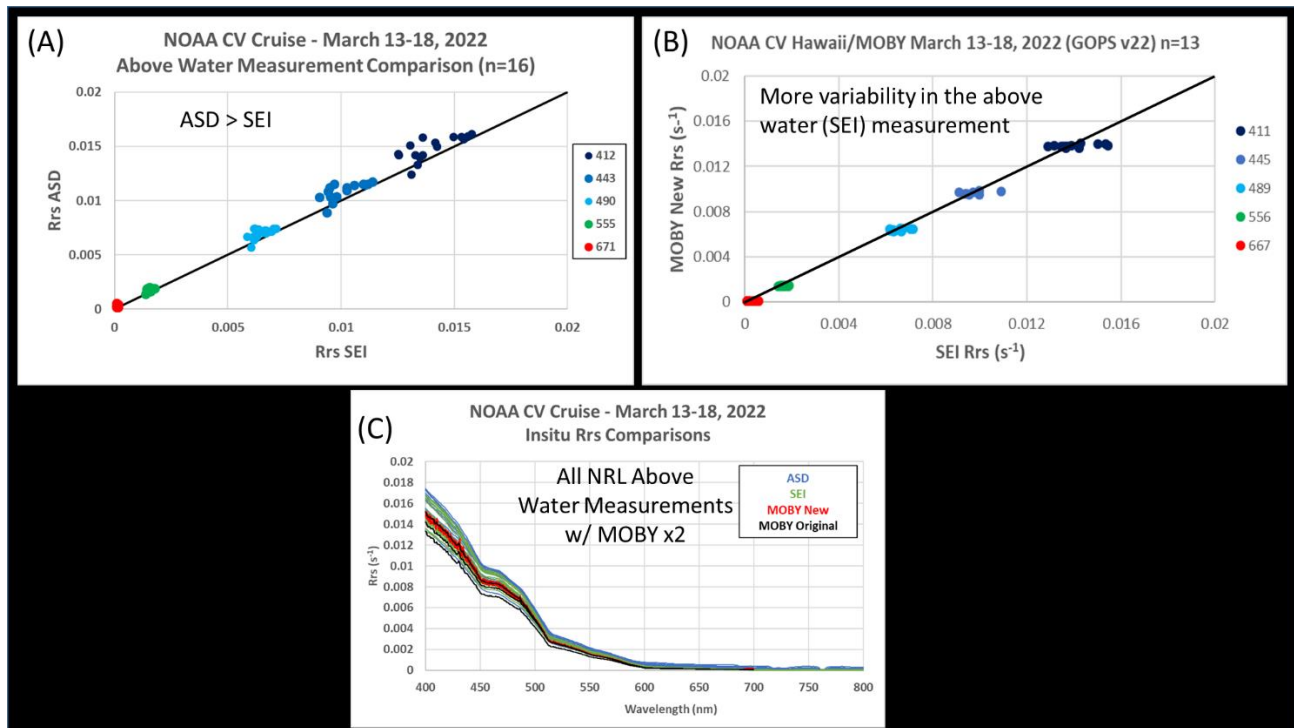 (A)
NOAA CV Cruise - March 13-18, 2022
Above Water Measurement Comparison (n=16)
ASD > SEI
0.02
0.015
0.01
0.005
0
Rrs ASD
0
0.005
0.01
0.015
0.02
Rrs SEI
412
443
490
555
671
(B)
NOAA CV Hawaii/MOBY March 13-18, 2022 (GOPS v22) n=13
More variability in the above
water (SEI) measurement
0.02
0.016
0.012
0.008
0.004
0
MOBY New Rrs (s-1)
0
0.004
0.008
0.012
0.016
0.02
SEI Rrs (s-1)
411
445
489
556
667
(C)
NOAA CV Cruise - March 13-18, 2022
Insitu Rrs Comparisons
All NRL Above
Water Measurements
w/ MOBY x2
ASD
SEI
MOBY New
MOBY Original
0.02
0.018
0.016
0.014
0.012
0.01
0.008
0.006
0.004
0.002
0
Rrs (s-1)
400
450
500
550
600
650
700
750
800
Wavelength (nm)